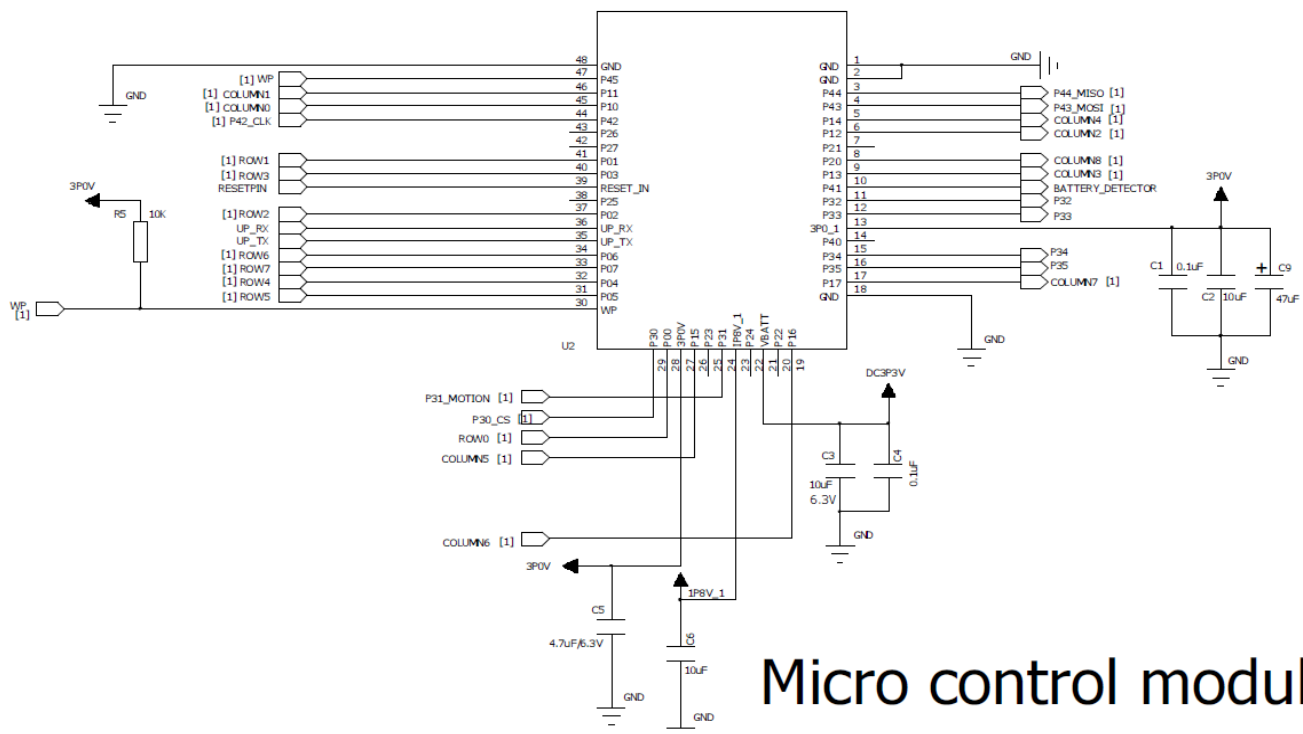 48 GND
47 P45 [1] WP
46 P11 [1] COLUMN1
45 P10 [1] COLUMN0
44 P42 [1] P42_CLK
43 P26
42 P27
41 P01 [1] ROW1
40 P03 [1] ROW3
39 RESET_IN RESETPIN
38 P25
37 P02 [1] ROW2
36 UP_RX UP_RX
35 UP_TX UP_TX
34 P06 [1] ROW6
33 P07 [1] ROW7
32 P04 [1] ROW4
31 P05 [1] ROW5
30 WP
GND
3P0V
R5 10K
WP
[1]
U2
GND 1 GND
GND 2
P44 3 P44_MISO [1]
P43 4 P43_MOSI [1]
P14 5 COLUMN4 [1]
P12 6 COLUMN2 [1]
P21 7
P20 8 COLUMN8 [1]
P13 9 COLUMN3 [1]
P41 10 BATTERY_DETECTOR
P32 11 P32
P33 12 P33
3P0_1 13
P40 14
P34 15 P34
P35 16 P35
P17 17 COLUMN7 [1]
GND 18
GND
3P0V
C1 0.1uF
C2 10uF
+ C9
47uF
GND
P30 P00 3P0V P15 P23 P31 IP8V_1 P24 VBATT P22 P16
29 28 27 26 25 24 23 22 21 20 19
P31_MOTION [1]
P30_CS [1]
ROW0 [1]
COLUMN5 [1]
COLUMN6 [1]
DC3P3V
C3
10uF
6.3V
C4
0.1uF
GND
3P0V
C5
4.7uF/6.3V
GND
1P8V_1
C6
10uF
GND
Micro control modul